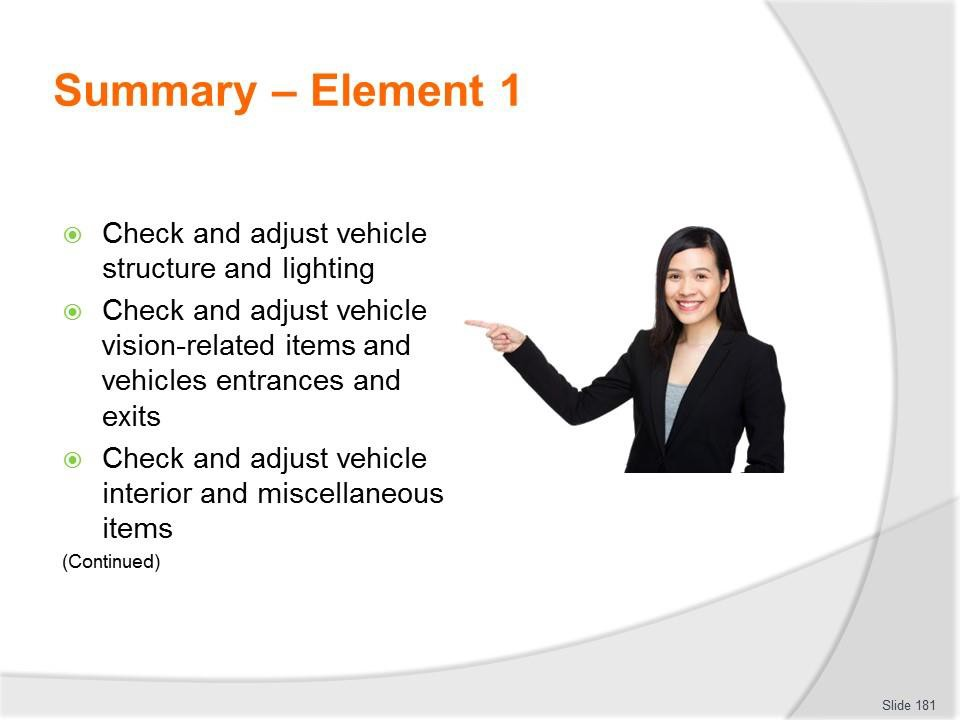 Summary – Element 1
Check and adjust vehicle
structure and lighting
Check and adjust vehicle
vision-related items and
vehicles entrances and
exits
Check and adjust vehicle
interior and miscellaneous
items
(Continued)
Slide 181